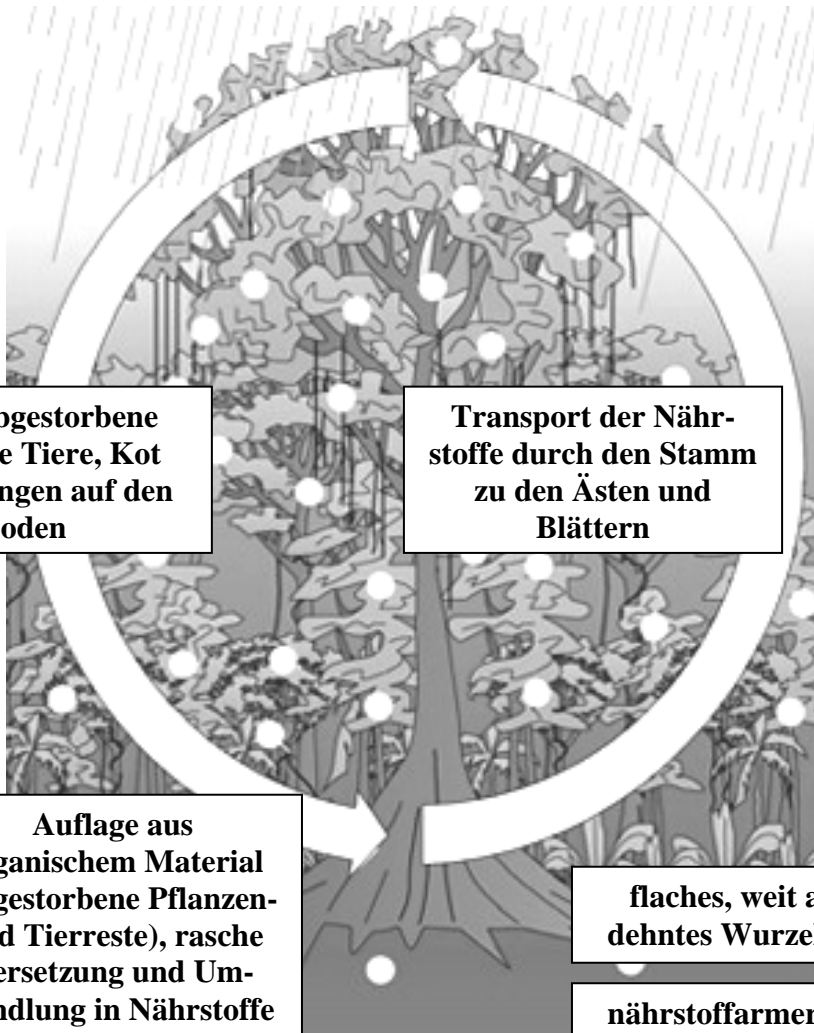 bgestorbene
e Tiere, Kot
ngen auf den
oden
Transport der Nähr-
stoffe durch den Stamm
zu den Ästen und
Blättern
Auflage aus
ganischem Material
gestorbene Pflanzen-
d Tierreste), rasche
ersetzung und Um-
ndlung in Nährstoffe
flaches, weit a
dehntes Wurzel
nährstoffarmer